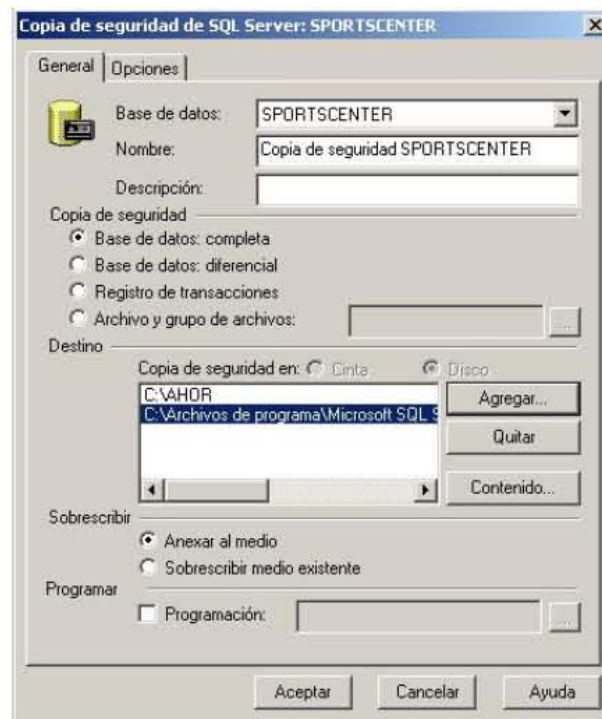 Copia de seguridad de SQL Server: SPORTSCENTER
General Opciones
Base de datos: SPORTSCENTER
Nombre: Copia de seguridad SPORTSCENTER
Descripción:
Copia de seguridad
Base de datos: completa
Base de datos: diferencial
Registro de transacciones
Archivo y grupo de archivos: ...
Destino
Copia de seguridad en: Cinta Disco
C:\AHOR Agregar...
C:\Archivos de programa\Microsoft SQL S
Quitar
Contenido...
Sobrescribir
Anexar al medio
Sobrescribir medio existente
Programar
Programación: ...
Aceptar Cancelar Ayuda